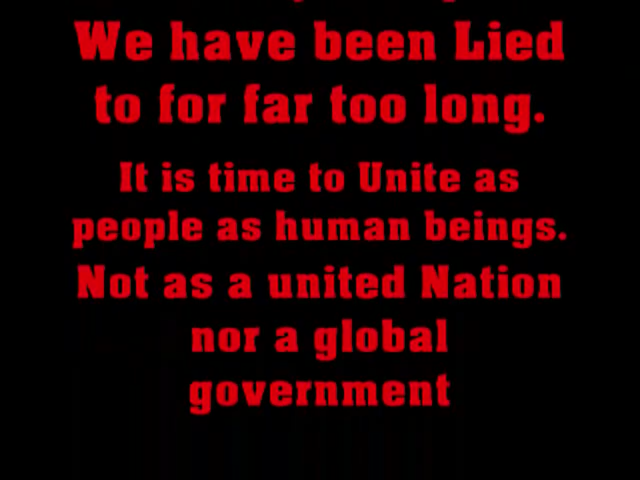 We have been Lied
to for far too long.
It is time to Unite as
people as human beings.
Not as a united Nation
nor a global
government